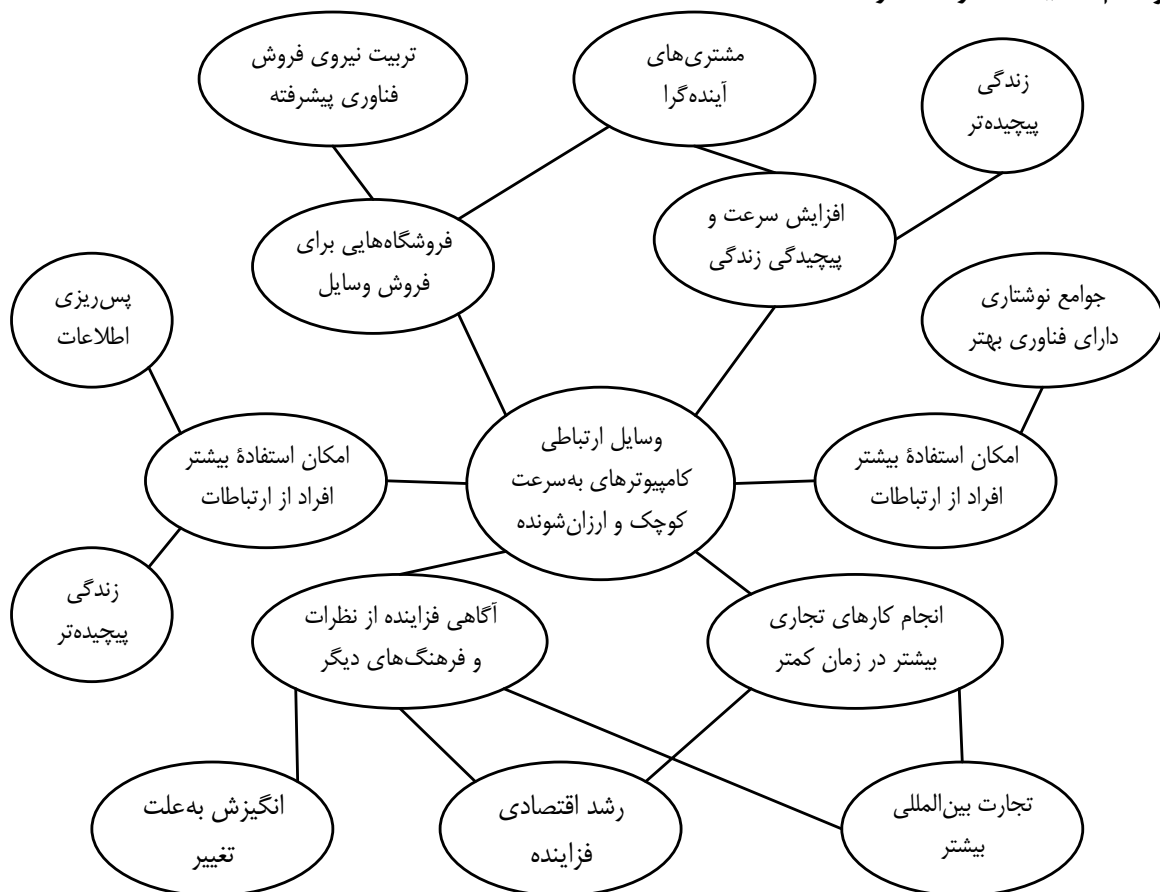 مشتری‌های
آینده‌گرا
تربیت نیروی فروش
فناوری پیشرفته
زندگی
پیچیده‌تر
افزایش سرعت و
پیچیدگی زندگی
فروشگاه‌هایی برای
فروش وسایل
جوامع نوشتاری
دارای فناوری بهتر
پس‌ریزی
اطلاعات
وسایل ارتباطی
کامپیوترهای به‌سرعت
کوچک و ارزان‌شونده
امکان استفادۀ بیشتر
افراد از ارتباطات
امکان استفادۀ بیشتر
افراد از ارتباطات
زندگی
پیچیده‌تر
انجام کارهای تجاری
بیشتر در زمان کمتر
آگاهی فزاینده از نظرات
و فرهنگ‌های دیگر
تجارت بین‌المللی
بیشتر
رشد اقتصادی
فزاینده
انگیزش به‌علت
تغییر